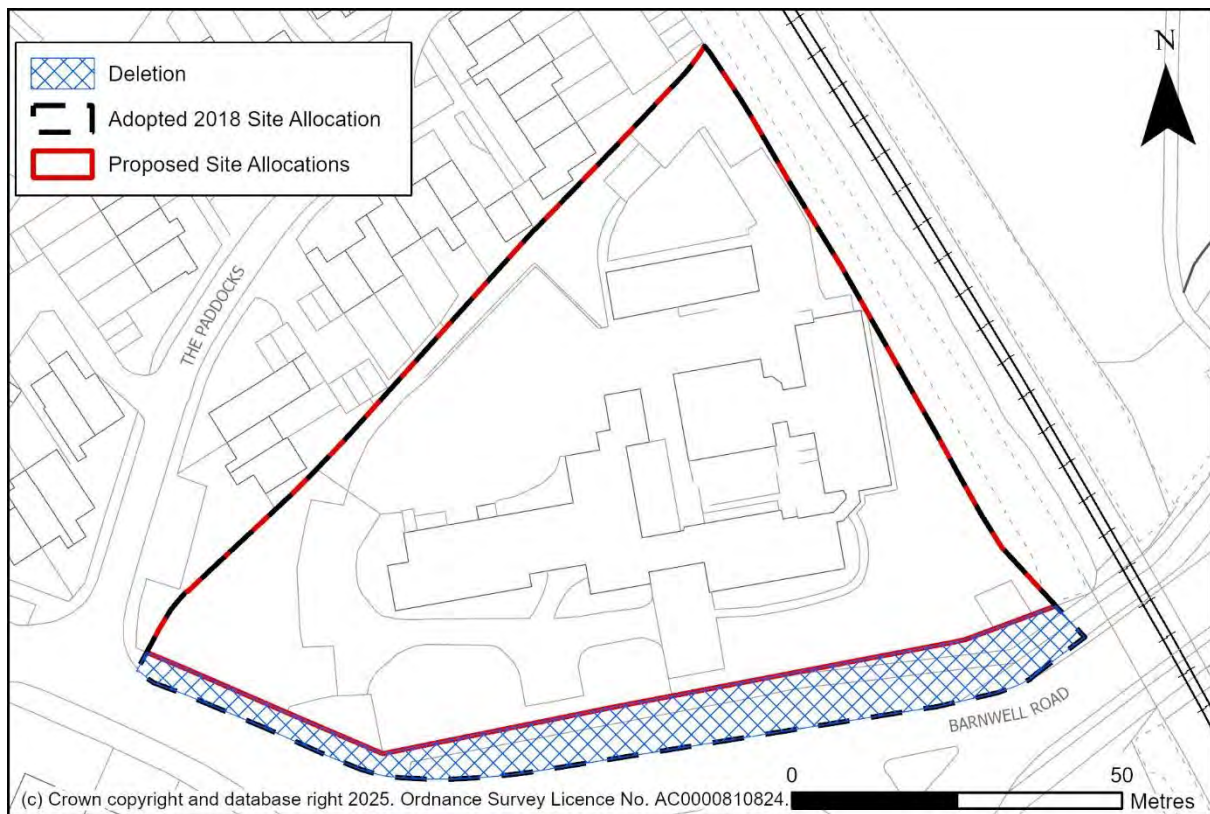 Deletion
Adopted 2018 Site Allocation
Proposed Site Allocations
N
THE PADDOCKS
BARNWELL ROAD
0 50
Metres
(c) Crown copyright and database right 2025. Ordnance Survey Licence No. AC0000810824.